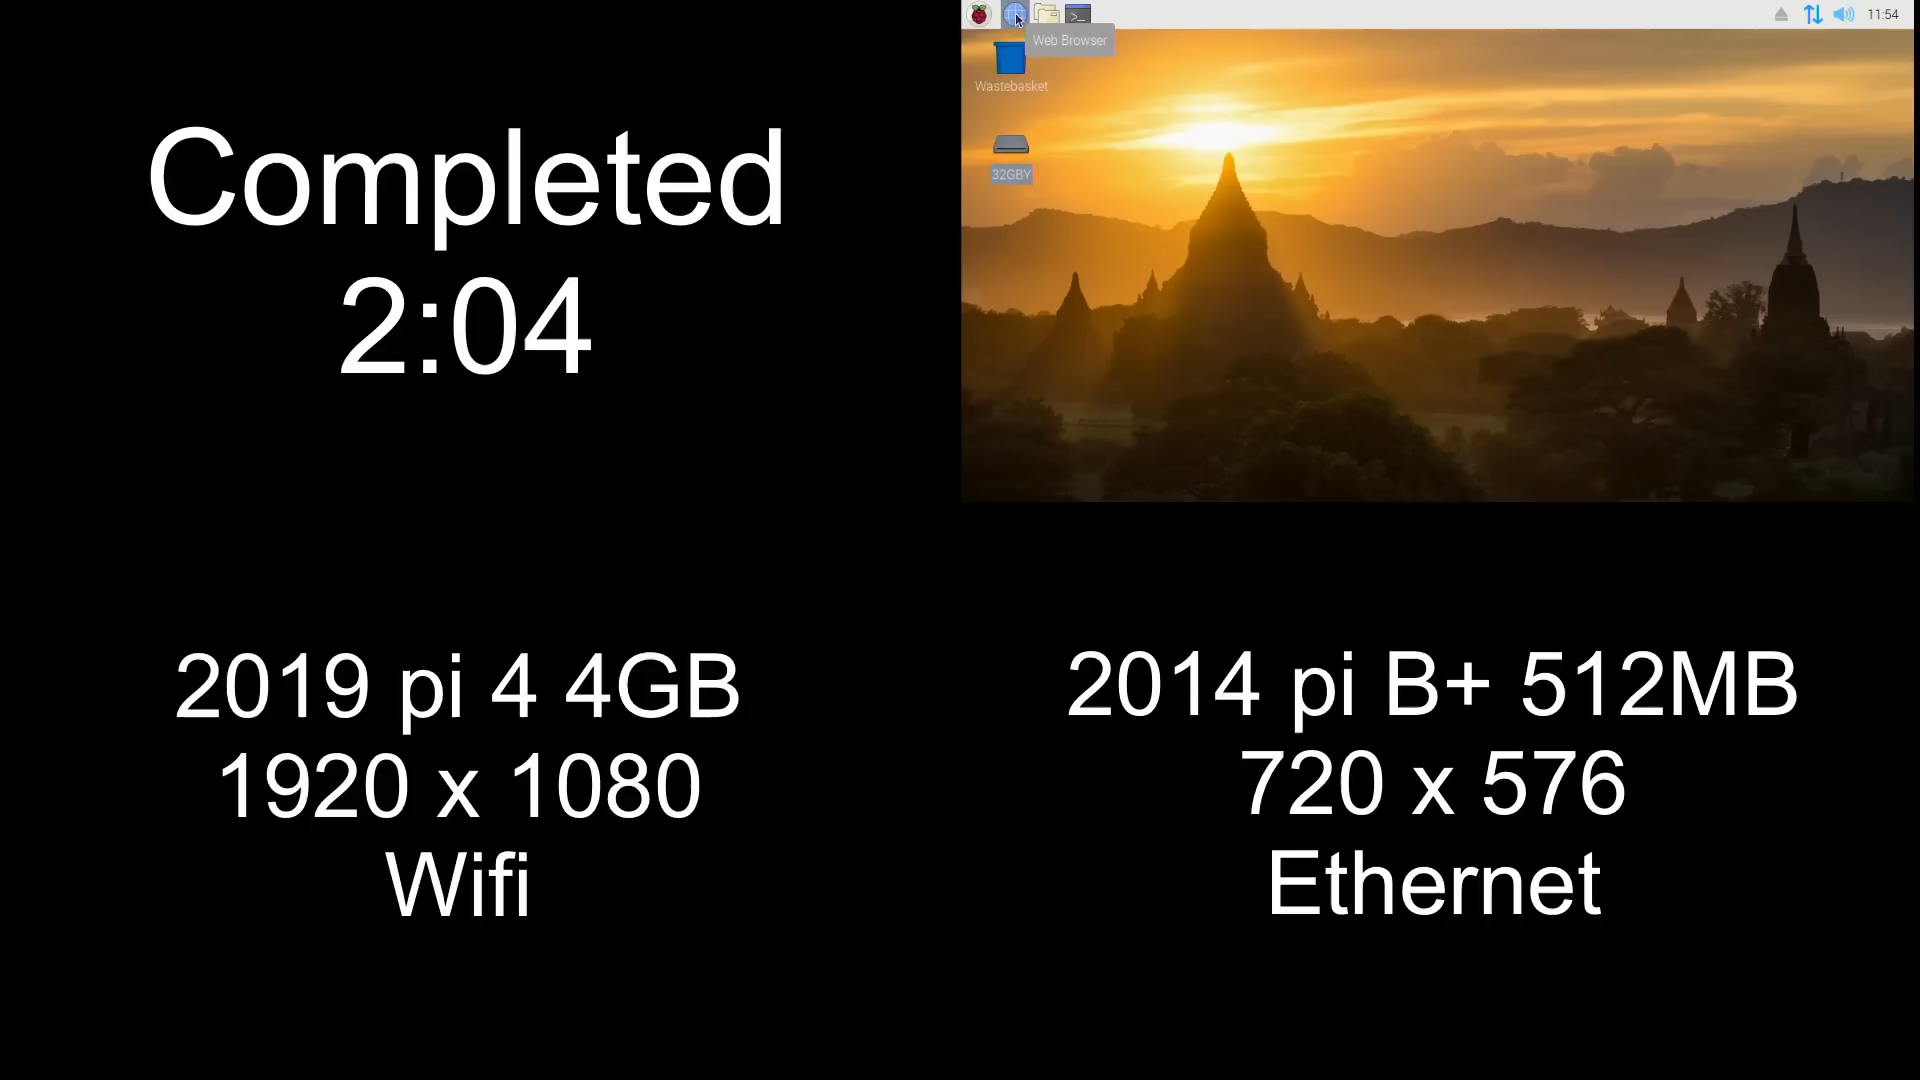 Completed
2:04
Web Browser
11:54
Wastebasket
32GBY
2019 pi 4 4GB
1920 x 1080
Wifi
2014 pi B+ 512MB
720 x 576
Ethernet